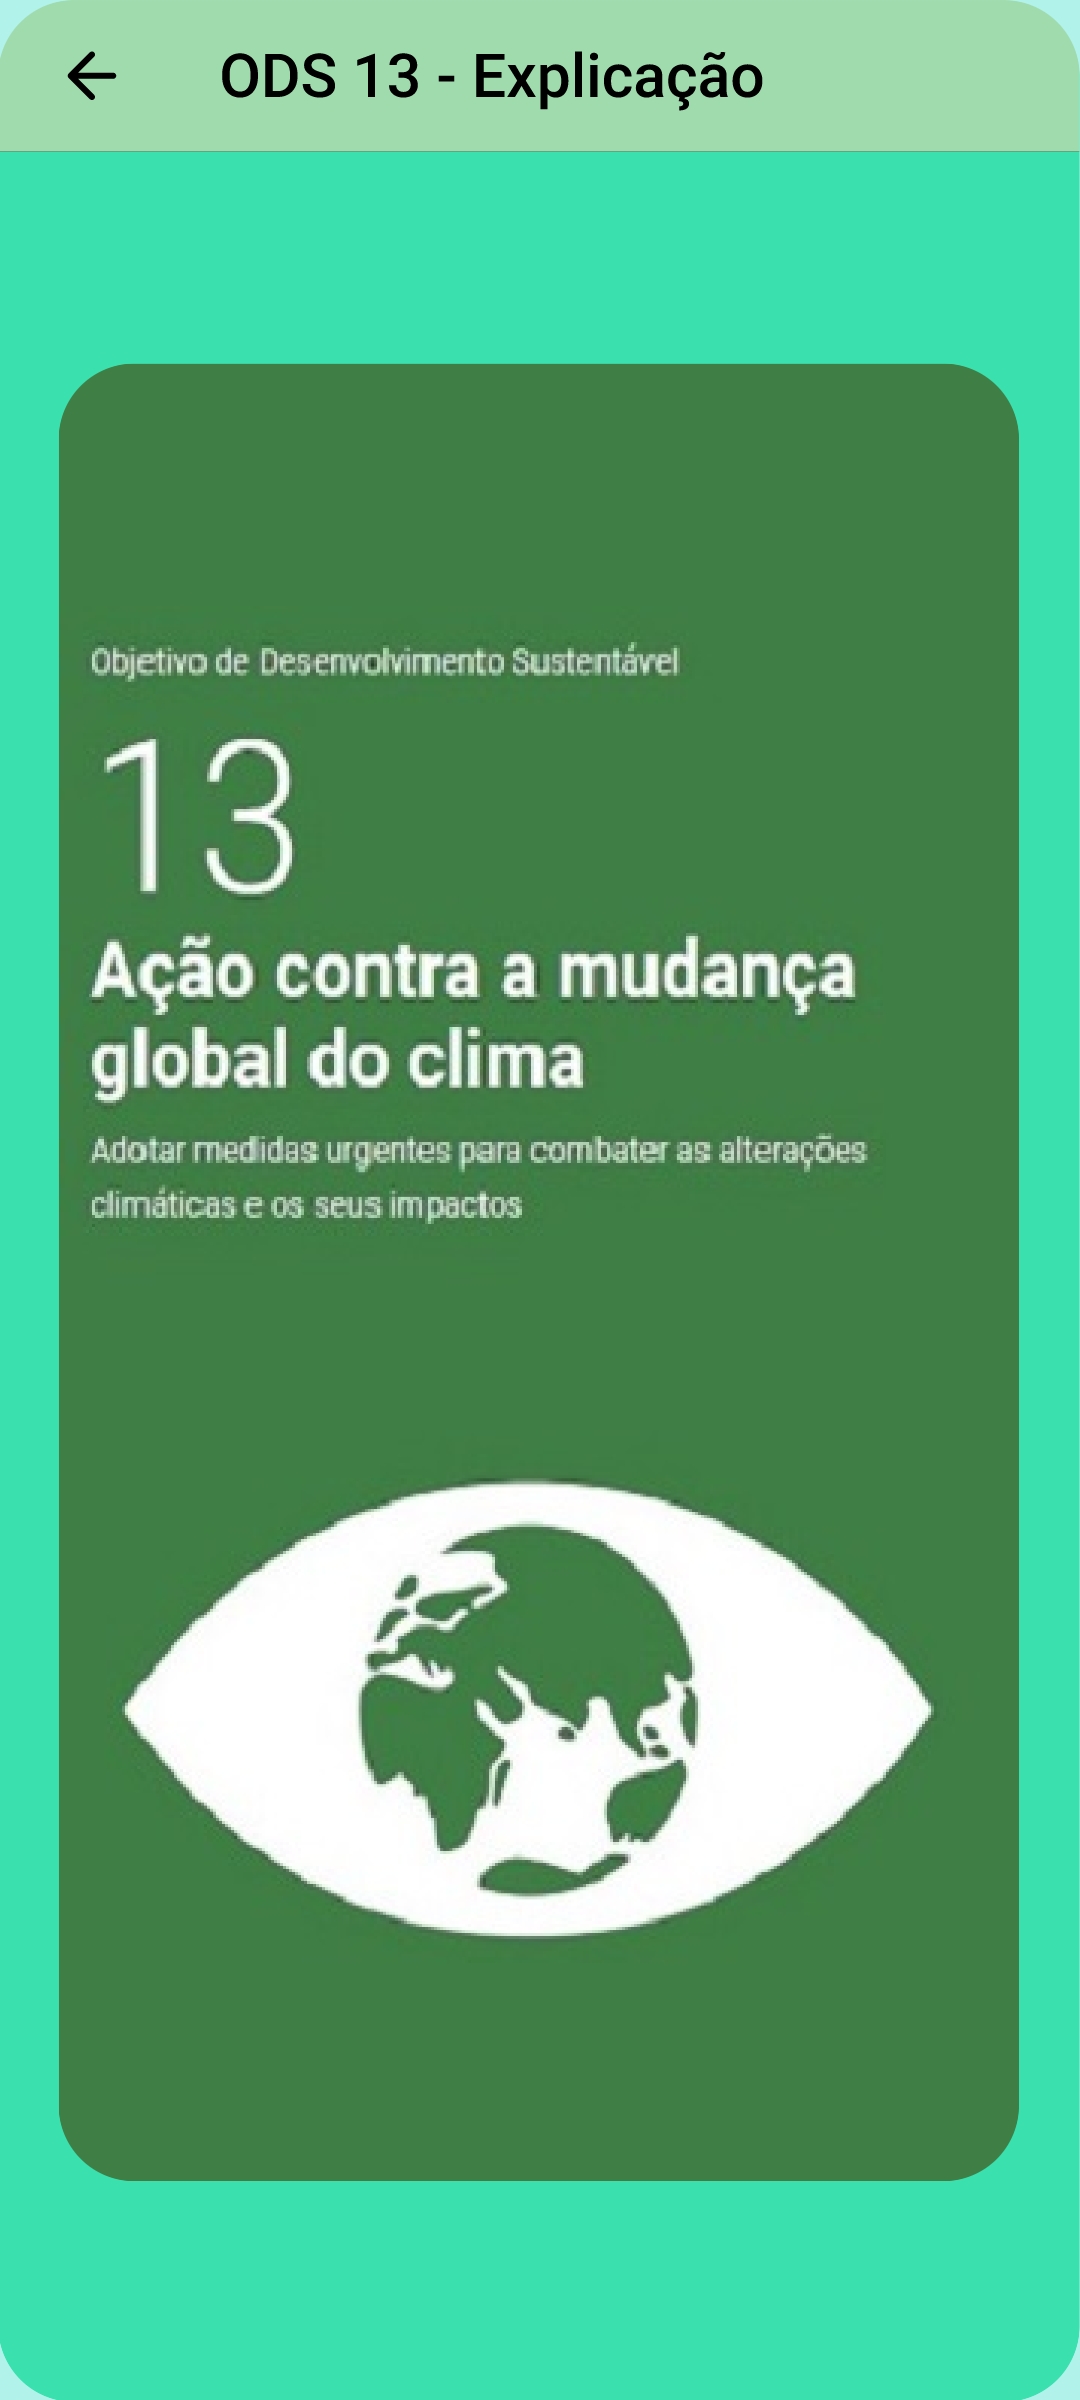 ODS 13 - Explicação
Objetivo de Desenvolvimento Sustentável
13
Ação contra a mudança
global do clima
Adotar medidas urgentes para combater as alterações
climáticas e os seus impactos